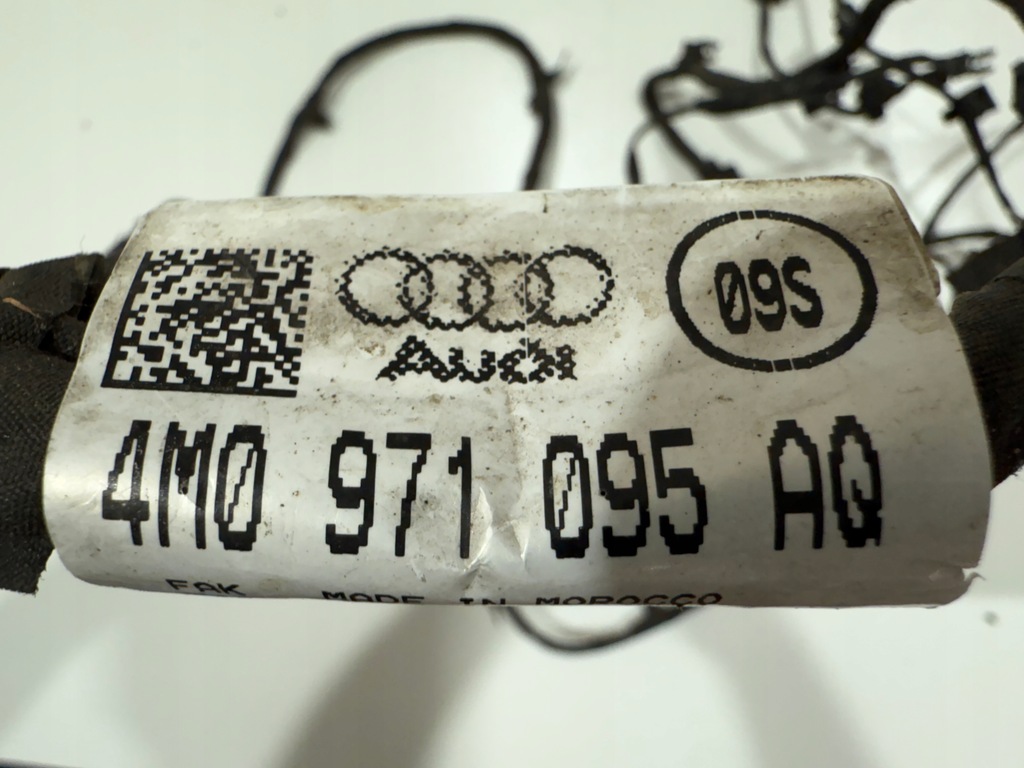 Audi
09S
4M0 971 095 AQ
FAK MADE IN MOROCCO